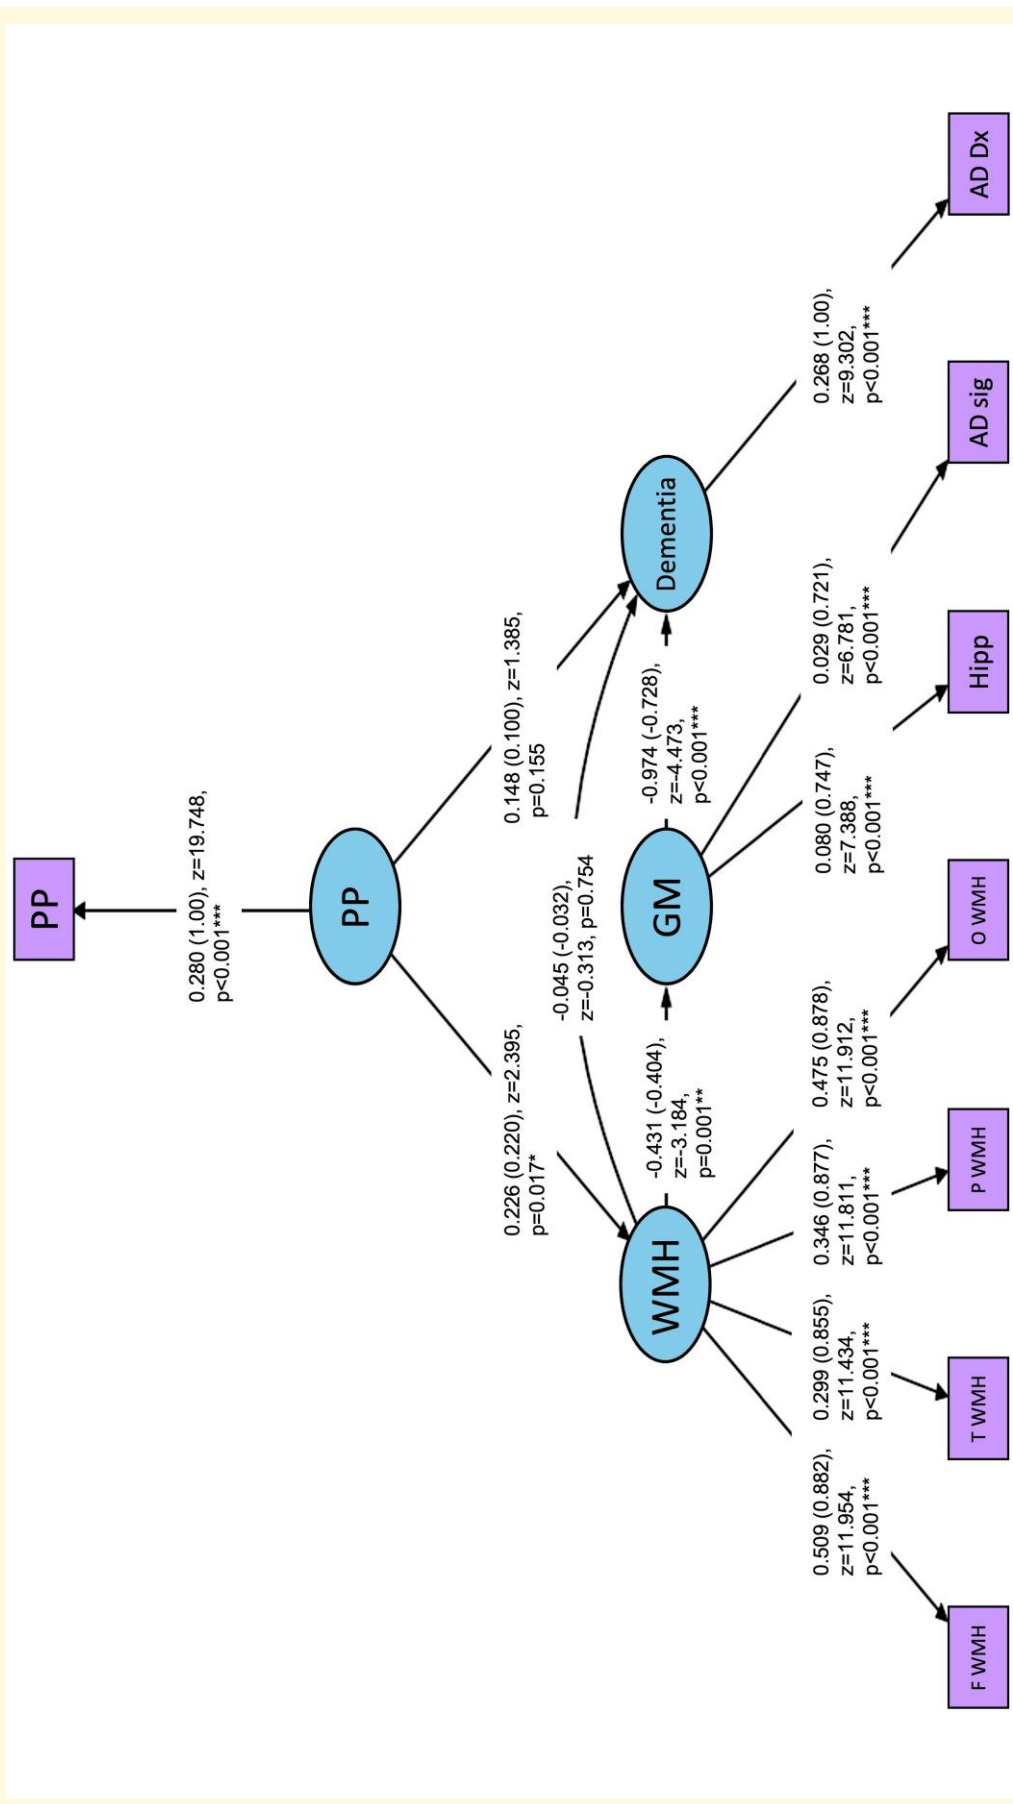 PP
0.280 (1.00), z=19.748,
p<0.001***
PP
0.226 (0.220), z=2.395,
p=0.017*
0.148 (0.100), z=1.385,
p=0.155
-0.045 (-0.032),
z=-0.313, p=0.754
WMH
-0.431 (-0.404),
z=-3.184,
p=0.001**
GM
-0.974 (-0.728),
z=-4.473,
p<0.001***
Dementia
0.509 (0.882),
z=11.954,
p<0.001***
0.299 (0.855),
z=11.434,
p<0.001***
0.346 (0.877),
z=11.811,
p<0.001***
0.475 (0.878),
z=11.912,
p<0.001***
0.080 (0.747),
z=7.388,
p<0.001***
0.029 (0.721),
z=6.781,
p<0.001***
0.268 (1.00),
z=9.302,
p<0.001***
F WMH
T WMH
P WMH
O WMH
Hipp
AD sig
AD Dx